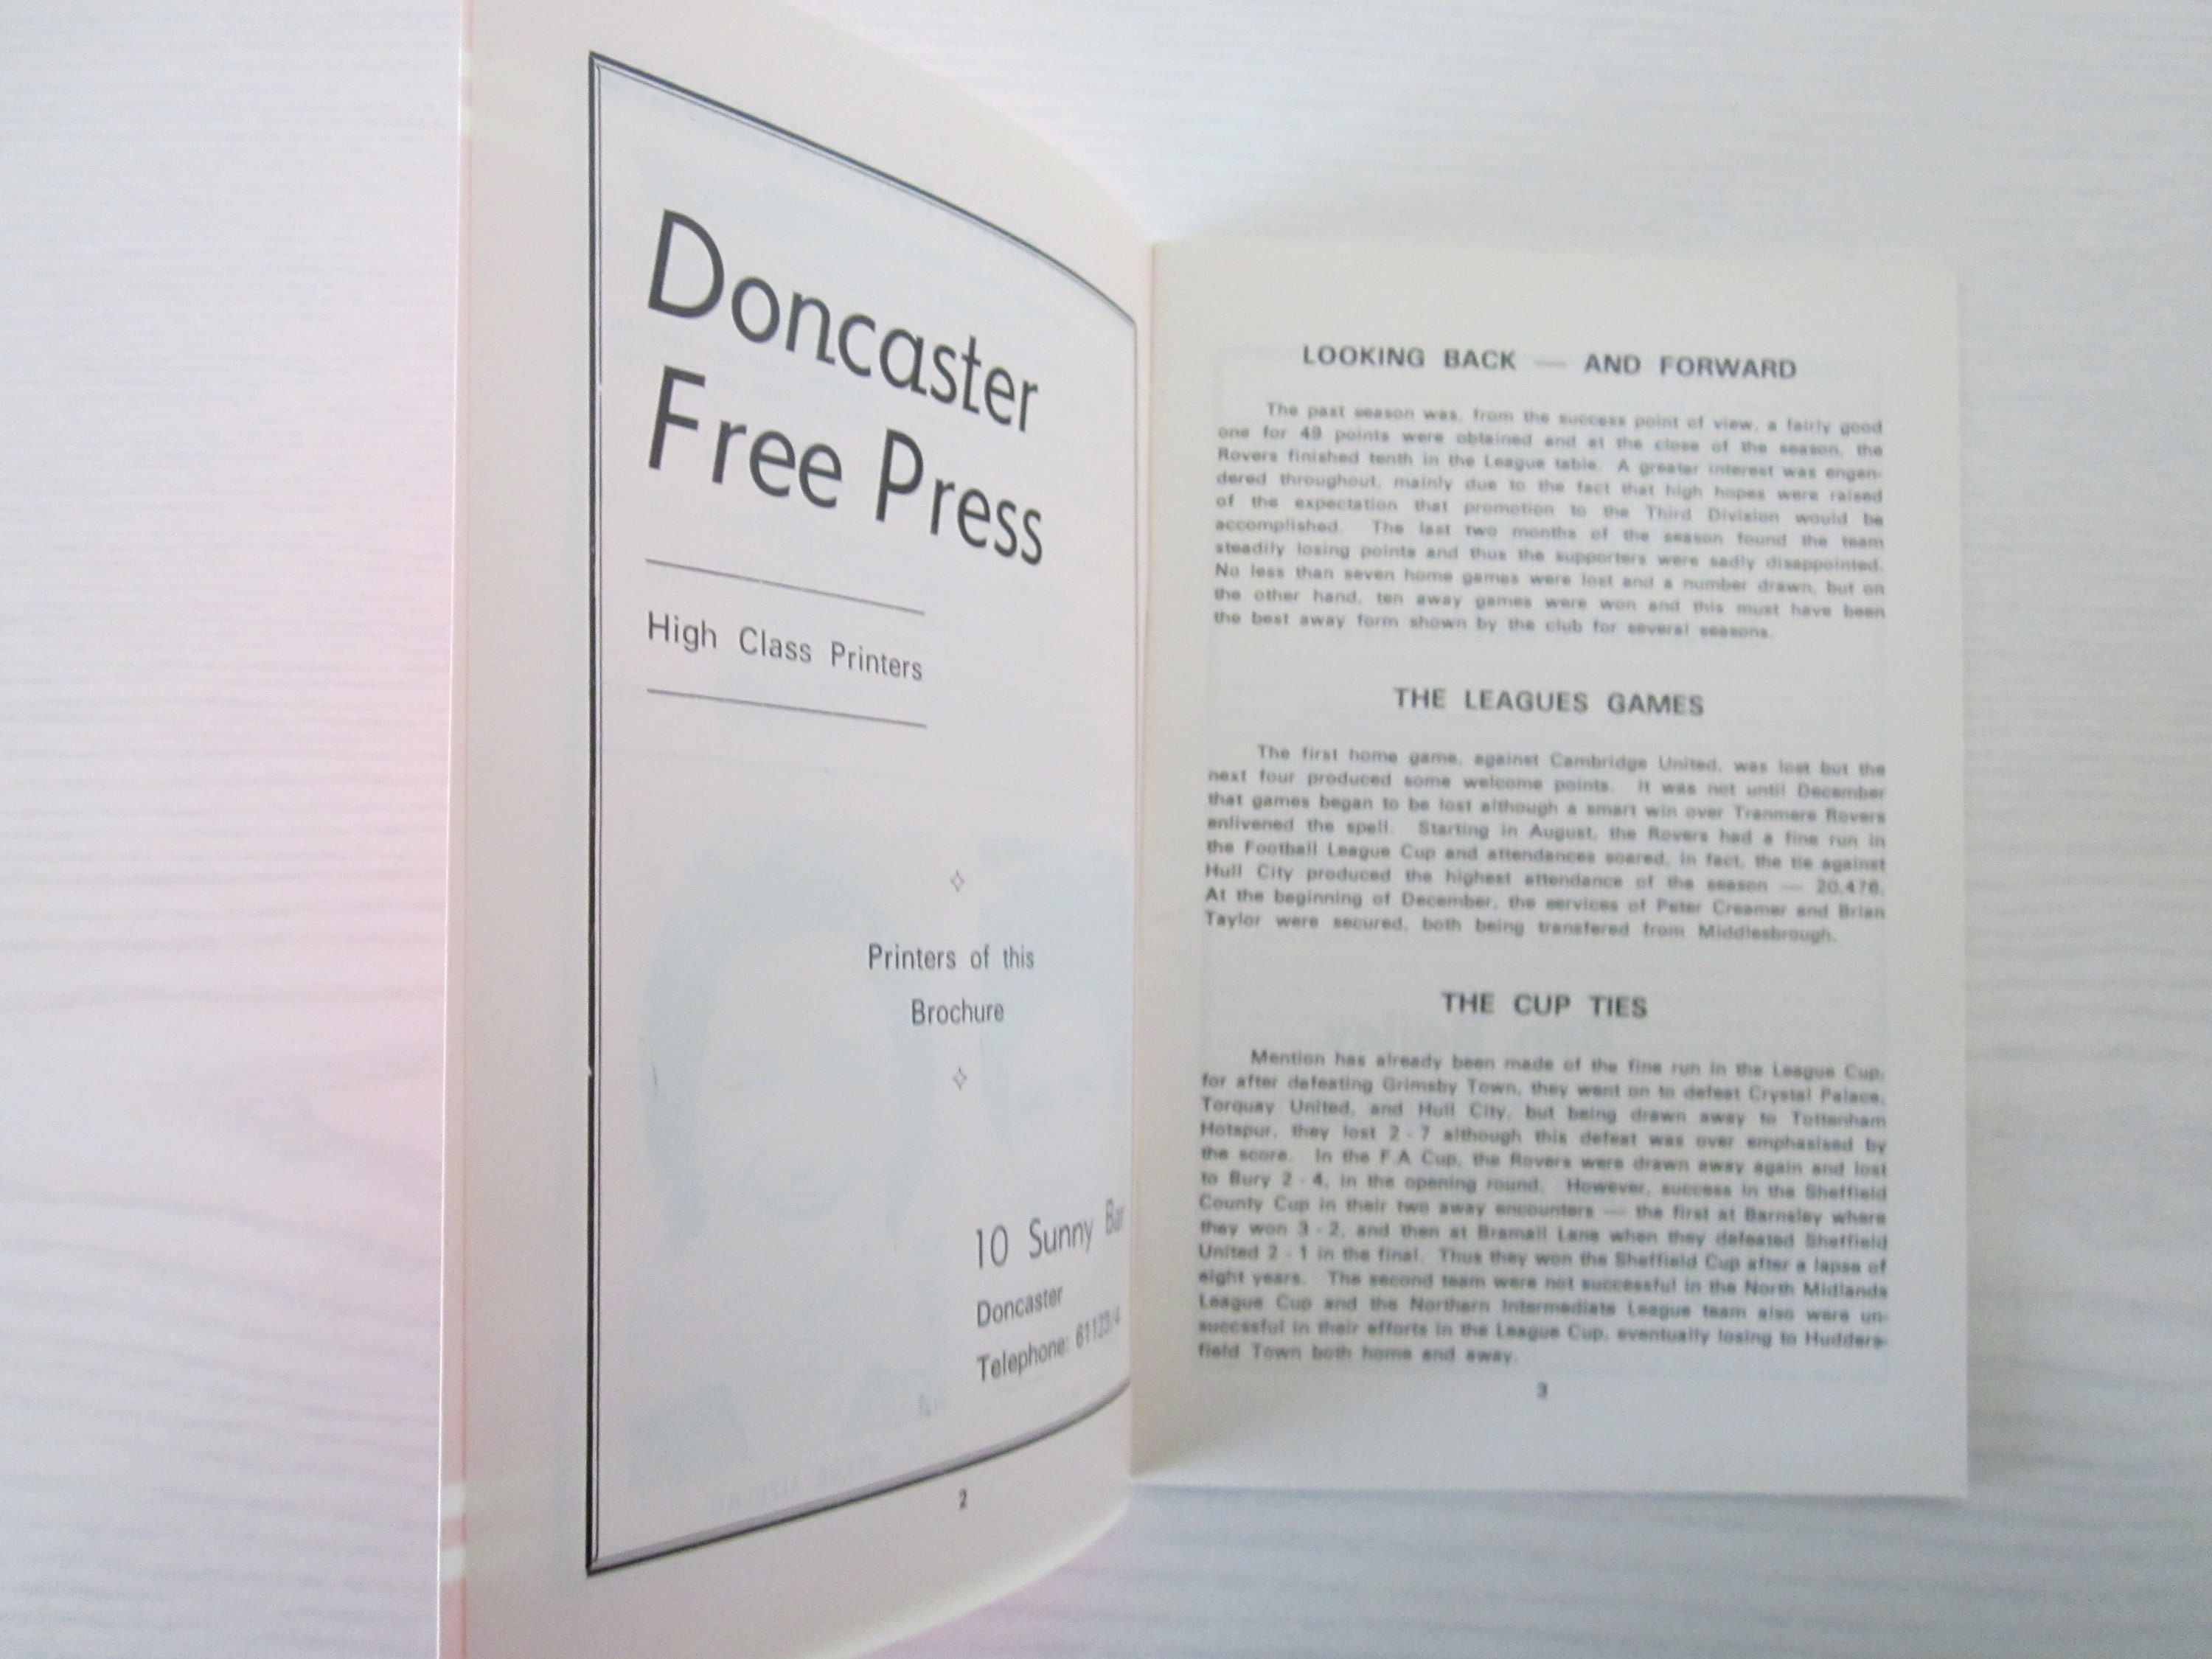 Doncaster
Free Press
High Class Printers
Printers of this
Brochure
10 Sunny Bar
Doncaster
Telephone: 61123/4
2
LOOKING BACK — AND FORWARD
The past season was, from the success point of view, a fairly good
one for 49 points were obtained and at the close of the season, the
Rovers finished tenth in the League table. A greater interest was engen-
dered throughout, mainly due to the fact that high hopes were raised
of the expectation that promotion to the Third Division would be
accomplished. The last two months of the season found the team
steadily losing points and thus the supporters were sadly disappointed.
No less than seven home games were lost and a number drawn, but on
the other hand, ten away games were won and this must have been
the best away form shown by the club for several seasons.
THE LEAGUES GAMES
The first home game, against Cambridge United, was lost but the
next four produced some welcome points. It was not until December
that games began to be lost although a smart win over Tranmere Rovers
enlivened the spell. Starting in August, the Rovers had a fine run in
the Football League Cup and attendances soared, in fact, the tie against
Hull City produced the highest attendance of the season — 20,476.
At the beginning of December, the services of Peter Creamer and Brian
Taylor were secured, both being transfered from Middlesbrough.
THE CUP TIES
Mention has already been made of the fine run in the League Cup,
for after defeating Grimsby Town, they went on to defeat Crystal Palace,
Torquay United, and Hull City, but being drawn away to Tottenham
Hotspur, they lost 2 - 7 although this defeat was over emphasised by
the score. In the F.A Cup, the Rovers were drawn away again and lost
to Bury 2 - 4, in the opening round. However, success in the Sheffield
County Cup in their two away encounters — the first at Barnsley where
they won 3 - 2, and then at Bramall Lane when they defeated Sheffield
United 2 - 1 in the final. Thus they won the Sheffield Cup after a lapse of
eight years. The second team were not successful in the North Midlands
League Cup and the Northern Intermediate League team also were un-
successful in their efforts in the League Cup, eventually losing to Hudders-
field Town both home and away.
3